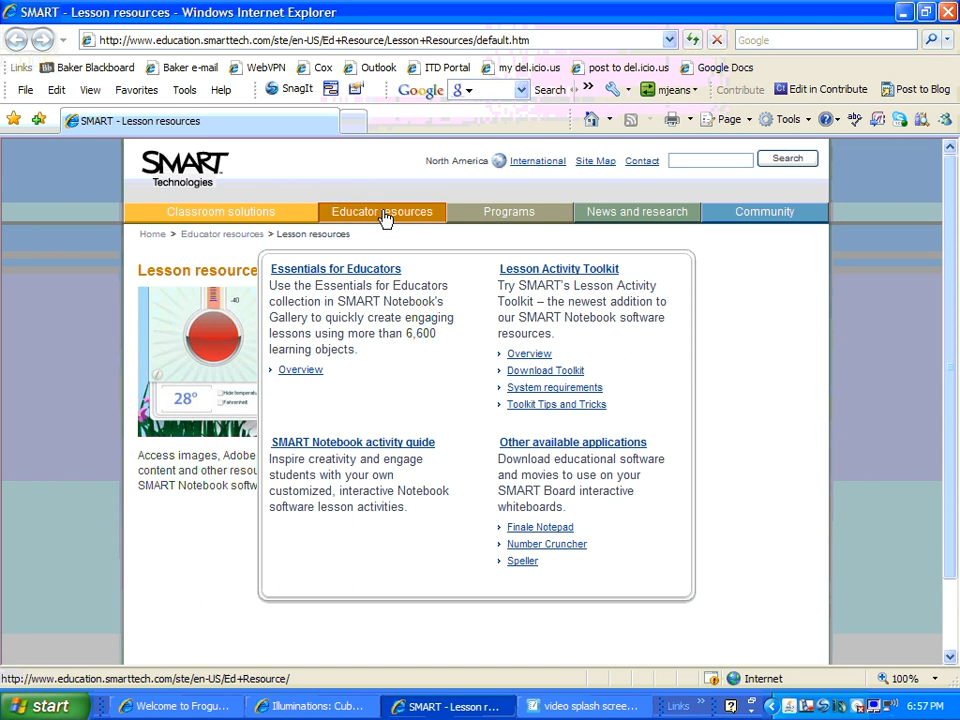 SMART - Lesson resources - Windows Internet Explorer
http://www.education.smarttech.com/ste/en-US/Ed+Resource/Lesson+Resources/default.htm
Google
Links Baker Blackboard Baker e-mail WebVPN Cox Outlook ITD Portal my del.icio.us post to del.icio.us Google Docs
File Edit View Favorites Tools Help SnagIt Google Search mjeans Contribute Edit in Contribute Post to Blog
SMART - Lesson resources Page Tools
SMART
Technologies
North America International Site Map Contact Search
Classroom solutions Educator resources Programs News and research Community
Home > Educator resources > Lesson resources
Lesson resource
-40
28°
Hide temperatu
Fahrenheit
Access images, Adobe
content and other resou
SMART Notebook softw
Essentials for Educators
Use the Essentials for Educators
collection in SMART Notebook's
Gallery to quickly create engaging
lessons using more than 6,600
learning objects.
Overview
Lesson Activity Toolkit
Try SMART's Lesson Activity
Toolkit – the newest addition to
our SMART Notebook software
resources.
Overview
Download Toolkit
System requirements
Toolkit Tips and Tricks
SMART Notebook activity guide
Inspire creativity and engage
students with your own
customized, interactive Notebook
software lesson activities.
Other available applications
Download educational software
and movies to use on your
SMART Board interactive
whiteboards.
Finale Notepad
Number Cruncher
Speller
http://www.education.smarttech.com/ste/en-US/Ed+Resource/ Internet 100%
start Welcome to Frogu... Illuminations: Cub... SMART - Lesson r... video splash scree... Links 6:57 PM